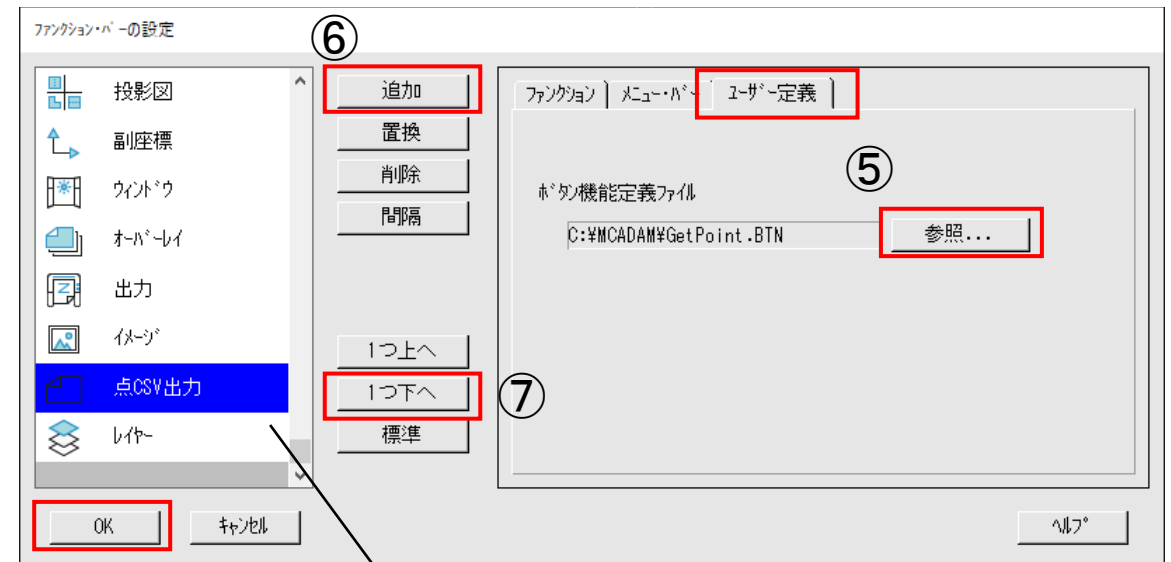 ﾌｧﾝｸｼｮﾝ・ﾊﾞｰの設定
⑥
投影図
副座標
ｳｨﾝﾄﾞｳ
ｵｰﾊﾞｰﾚｲ
出力
ｲﾒｰｼﾞ
点CSV出力
ﾚｲﾔｰ
追加
置換
削除
間隔
1つ上へ
1つ下へ
⑦
標準
ﾌｧﾝｸｼｮﾝ
ﾒﾆｭｰ・ﾊﾞｰ
ﾕｰｻﾞｰ定義
⑤
ﾎﾞﾀﾝ機能定義ﾌｧｲﾙ
C:¥MCADAM¥GetPoint.BTN
参照...
OK
ｷｬﾝｾﾙ
ﾍﾙﾌﾟ